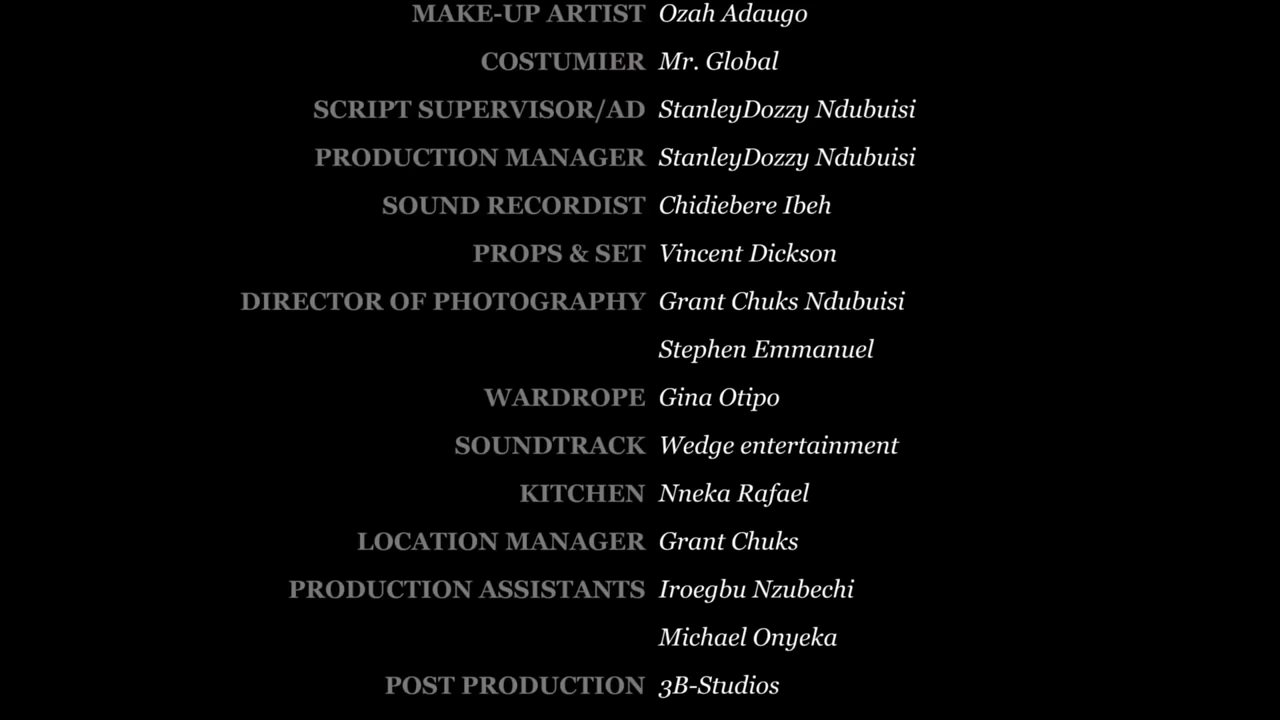 MAKE-UP ARTIST Ozah Adaugo
COSTUMIER Mr. Global
SCRIPT SUPERVISOR/AD StanleyDozzy Ndubuisi
PRODUCTION MANAGER StanleyDozzy Ndubuisi
SOUND RECORDIST Chidiebere Ibeh
PROPS & SET Vincent Dickson
DIRECTOR OF PHOTOGRAPHY Grant Chuks Ndubuisi
Stephen Emmanuel
WARDROPE Gina Otipo
SOUNDTRACK Wedge entertainment
KITCHEN Nneka Rafael
LOCATION MANAGER Grant Chuks
PRODUCTION ASSISTANTS Iroegbu Nzubechi
Michael Onyeka
POST PRODUCTION 3B-Studios